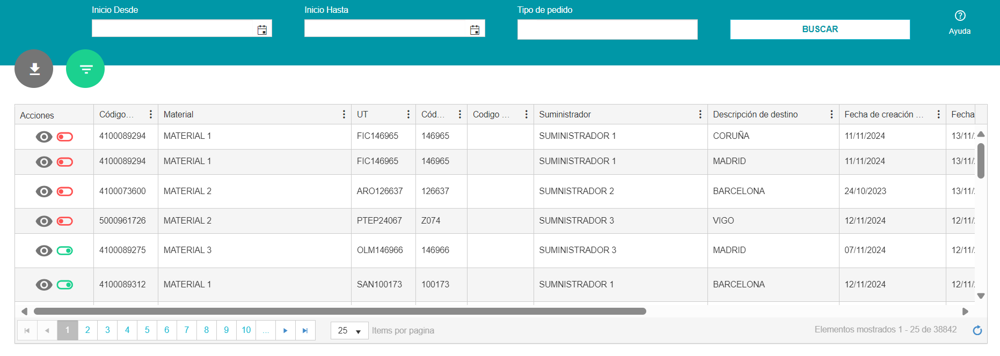 Inicio Desde
Inicio Hasta
Tipo de pedido
BUSCAR
Ayuda
Acciones Código... Material UT Cód... Codigo ... Suministrador Descripción de destino Fecha de creación ... Fecha
4100089294 MATERIAL 1 FIC146965 146965 SUMINISTRADOR 1 CORUÑA 11/11/2024 13/11/
4100089294 MATERIAL 1 FIC146965 146965 SUMINISTRADOR 1 MADRID 11/11/2024 13/11/
4100073600 MATERIAL 2 ARO126637 126637 SUMNISTRADOR 2 BARCELONA 24/10/2023 13/11/
5000961726 MATERIAL 2 PTEP24067 Z074 SUMNISTRADOR 3 VIGO 12/11/2024 12/11/
4100089275 MATERIAL 3 OLM146966 146966 SUMINISTRADOR 3 MADRID 07/11/2024 12/11/
4100089312 MATERIAL 1 SAN100173 100173 SUMNISTRADOR 1 BARCELONA 12/11/2024 12/11/
1 2 3 4 5 6 7 8 9 10 ... 25 Items por pagina Elementos mostrados 1 - 25 de 38842